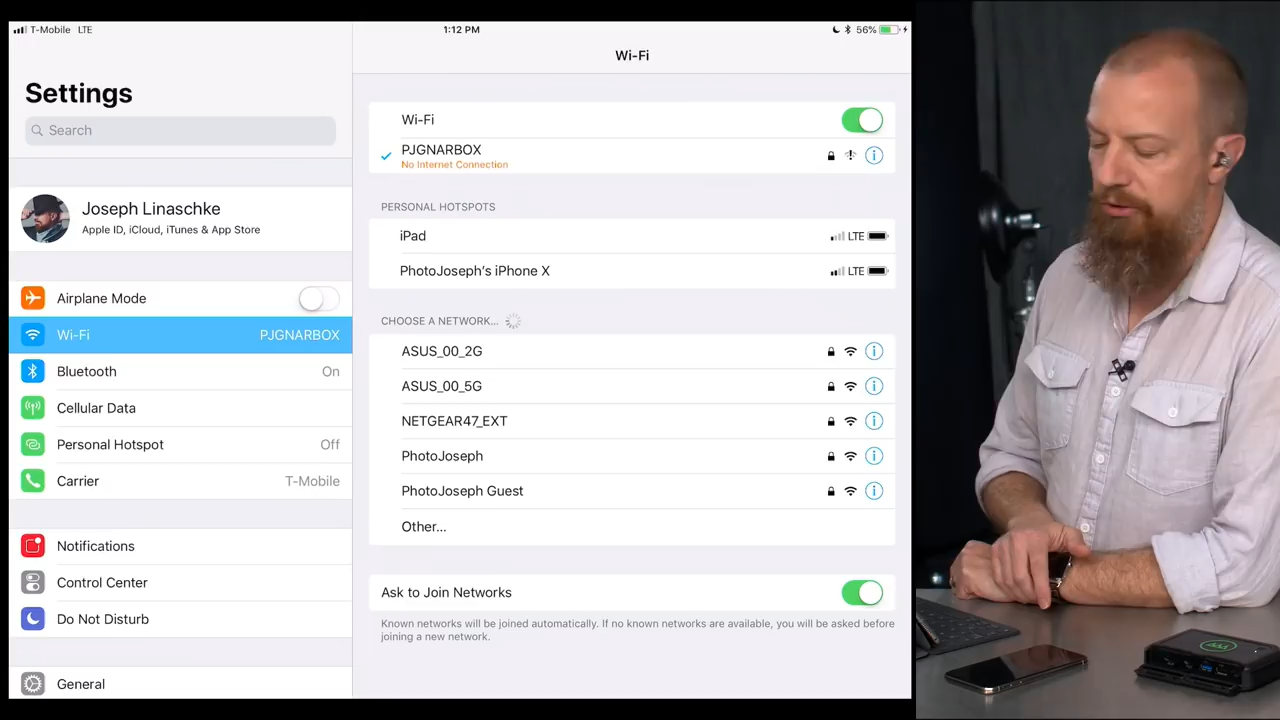 T-Mobile LTE
1:12 PM
56%
Settings
Search
Joseph Linaschke
Apple ID, iCloud, iTunes & App Store
Airplane Mode
Wi-Fi PJGNARBOX
Bluetooth On
Cellular Data
Personal Hotspot Off
Carrier T-Mobile
Notifications
Control Center
Do Not Disturb
General
Wi-Fi
Wi-Fi
PJGNARBOX
No Internet Connection
PERSONAL HOTSPOTS
iPad LTE
PhotoJoseph's iPhone X LTE
CHOOSE A NETWORK...
ASUS_00_2G
ASUS_00_5G
NETGEAR47_EXT
PhotoJoseph
PhotoJoseph Guest
Other...
Ask to Join Networks
Known networks will be joined automatically. If no known networks are available, you will be asked before
joining a new network.